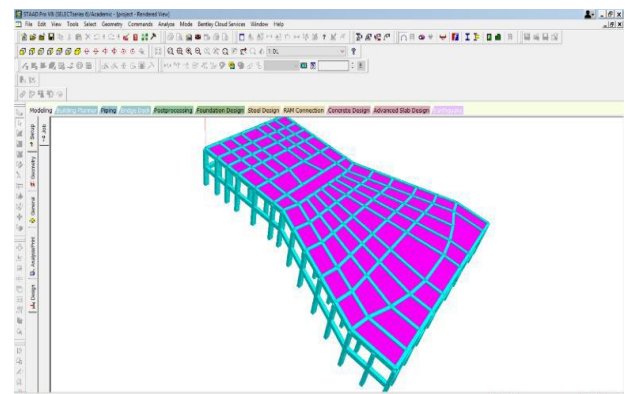 STAAD.Pro V8i (SELECTseries 6)/Academic) - [project - Rendered View]
File Edit View Tools Select Geometry Commands Analyze Mode Bentley Cloud Services Window Help
1:DL
Modeling Building Planner Piping Bridge Deck Postprocessing Foundation Design Steel Design RAM Connection Concrete Design Advanced Slab Design
Setup
Job
Geometry
General
Analysis/Print
Design